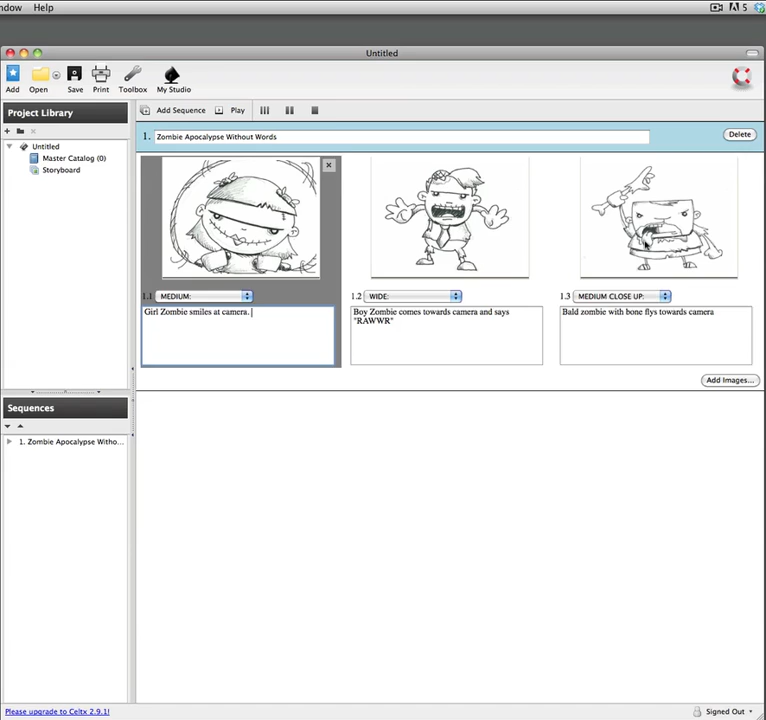 ndow Help 5
Untitled
Add Open Save Print Toolbox My Studio
Project Library
Add Sequence Play
1. Zombie Apocalypse Without Words Delete
Untitled
Master Catalog (0)
Storyboard
1.1 MEDIUM: 1.2 WIDE: 1.3 MEDIUM CLOSE UP:
Girl Zombie smiles at camera.
Boy Zombie comes towards camera and says
"RAWWR"
Bald zombie with bone flys towards camera
Add Images...
Sequences
1. Zombie Apocalypse Witho...
Please upgrade to Celtx 2.9.1!
Signed Out